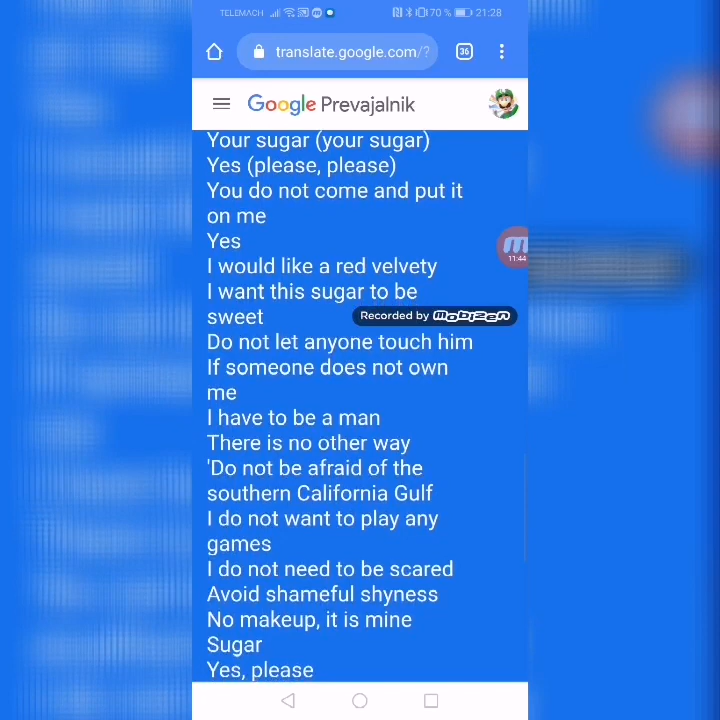 TELEMACH
70 % 21:28
translate.google.com/? 36
Google Prevajalnik
Your sugar (your sugar)
Yes (please, please)
You do not come and put it
on me
Yes
11:44
I would like a red velvety
I want this sugar to be
sweet
Recorded by mobizen
Do not let anyone touch him
If someone does not own
me
I have to be a man
There is no other way
'Do not be afraid of the
southern California Gulf
I do not want to play any
games
I do not need to be scared
Avoid shameful shyness
No makeup, it is mine
Sugar
Yes, please